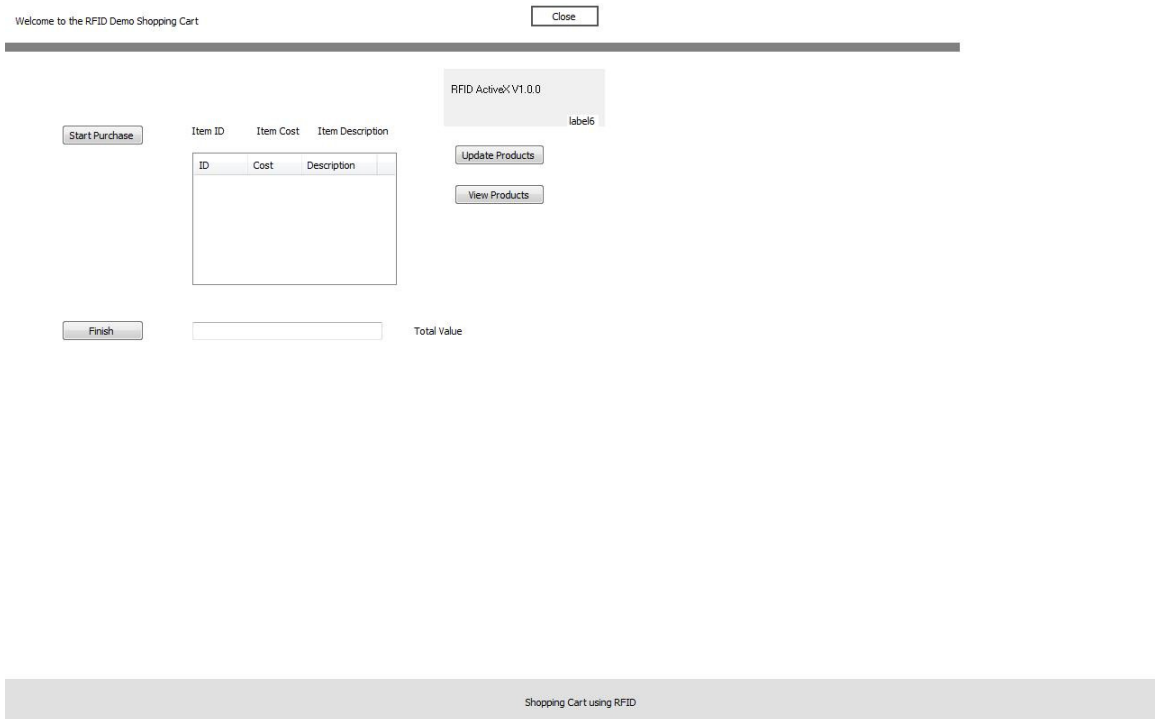 Welcome to the RFID Demo Shopping Cart
Close
RFID ActiveX V1.0.0
label6
Start Purchase
Item ID Item Cost Item Description
Update Products
ID Cost Description
View Products
Finish
Total Value
Shopping Cart using RFID